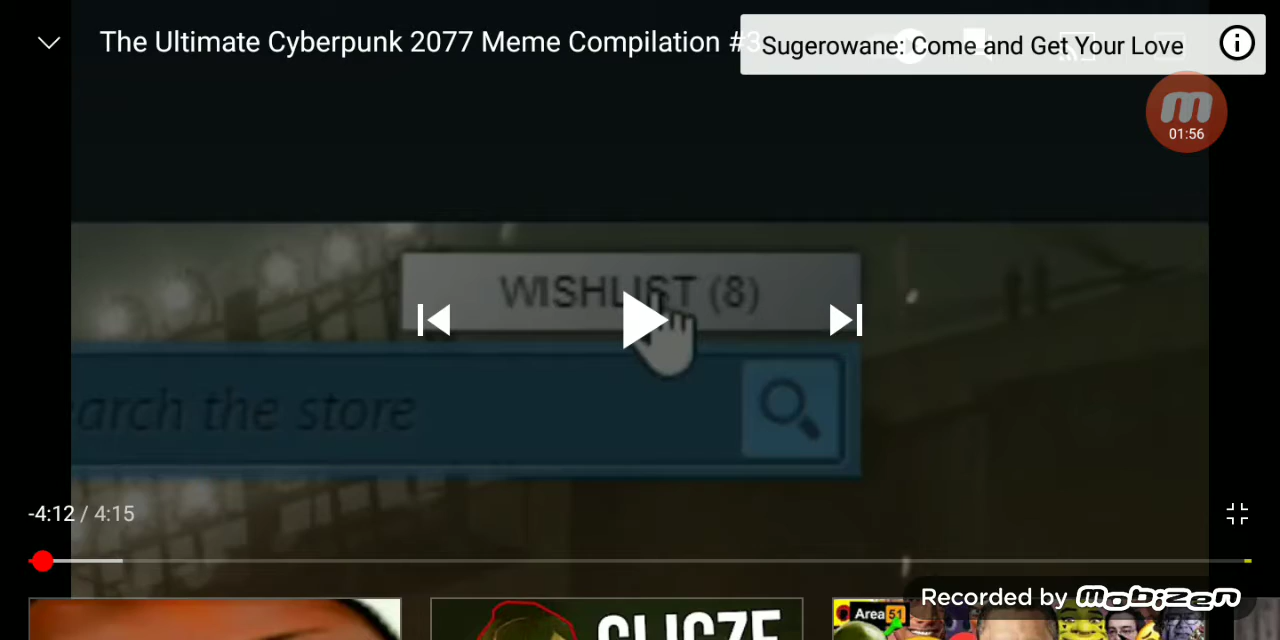 The Ultimate Cyberpunk 2077 Meme Compilation #3
Sugerowane: Come and Get Your Love
01:56
WISHLIST (8)
earch the store
-4:12 / 4:15
Area 51
Recorded by mobizen